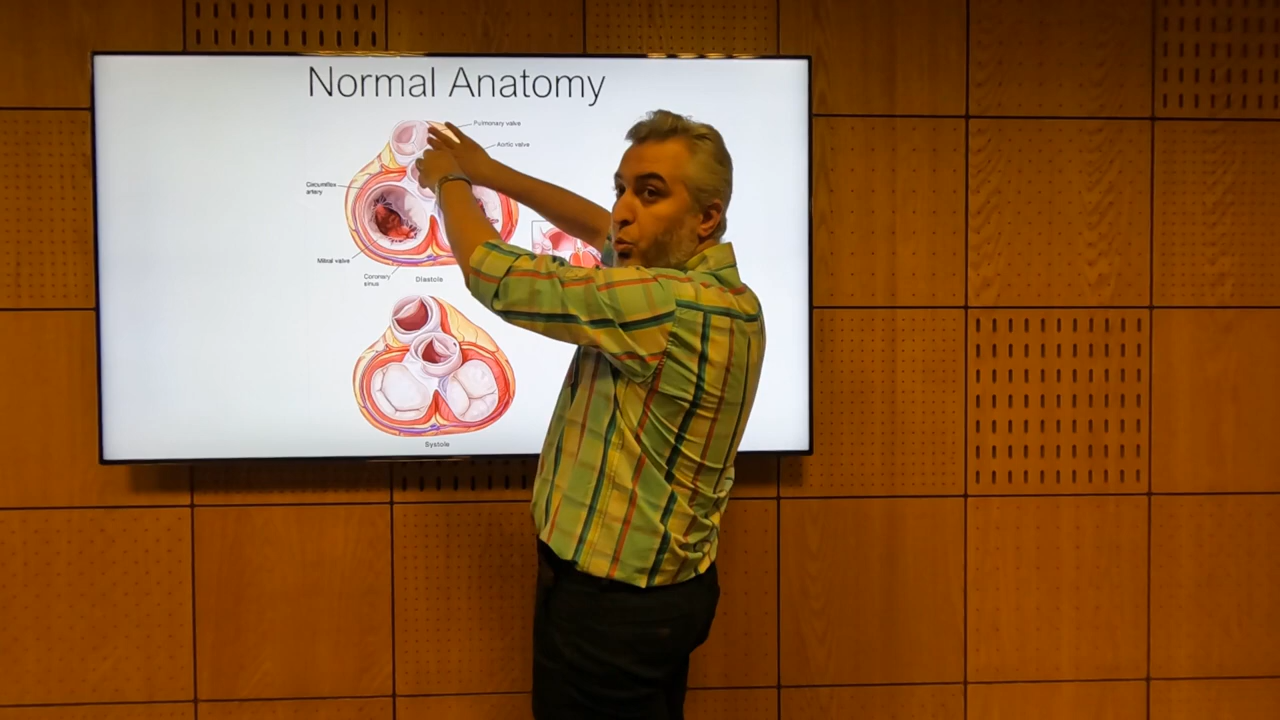 Normal Anatomy
Pulmonary valve
Aortic valve
Circumflex
artery
Mitral valve
Coronary
sinus
Diastole
Systole